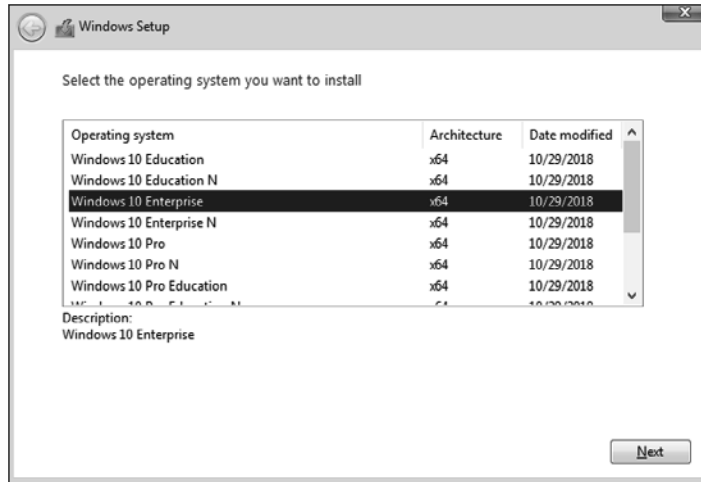 Windows Setup
Select the operating system you want to install
Operating system Architecture Date modified
Windows 10 Education x64 10/29/2018
Windows 10 Education N x64 10/29/2018
Windows 10 Enterprise x64 10/29/2018
Windows 10 Enterprise N x64 10/29/2018
Windows 10 Pro x64 10/29/2018
Windows 10 Pro N x64 10/29/2018
Windows 10 Pro Education x64 10/29/2018
Description:
Windows 10 Enterprise
Next